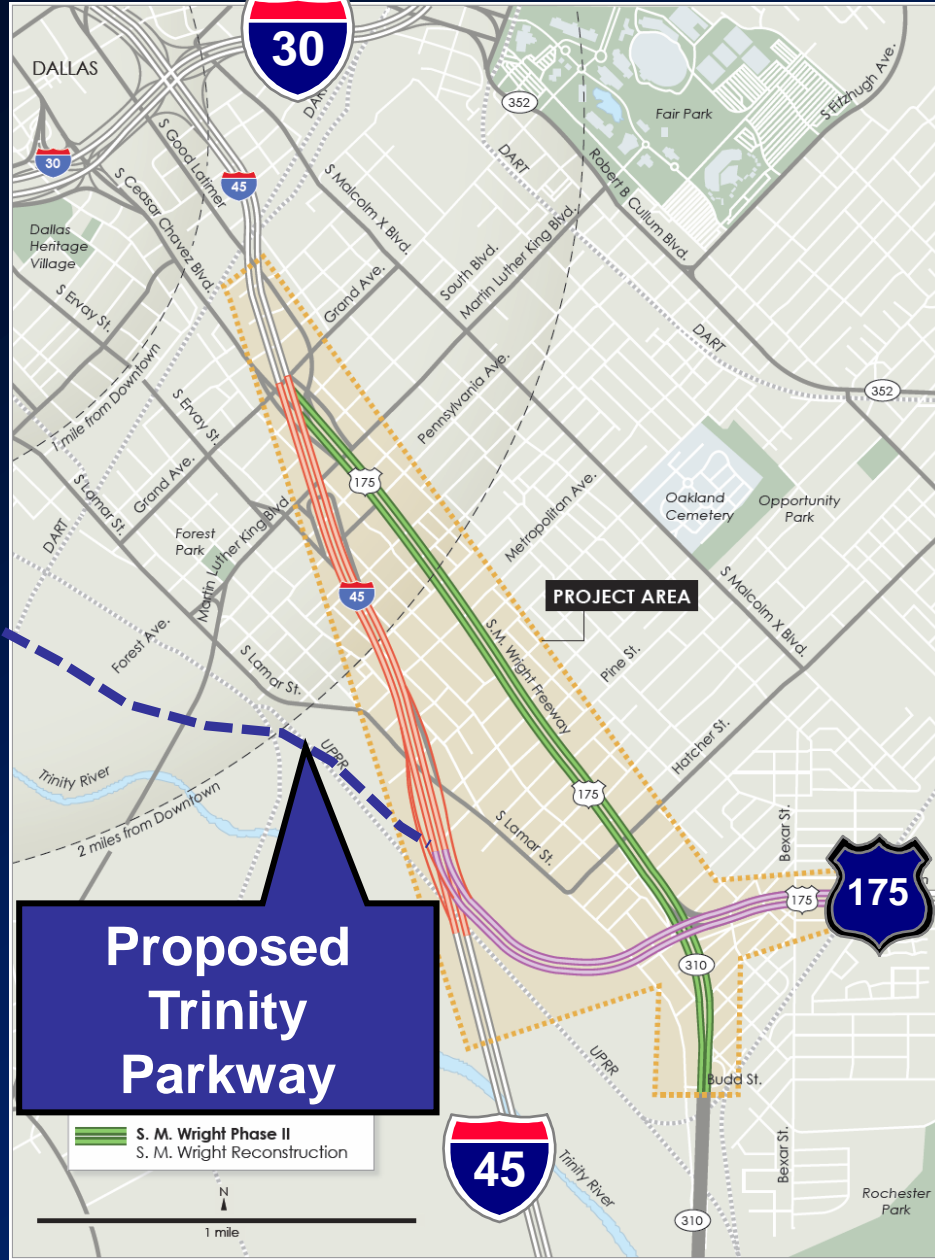 30
DALLAS
30
45
352
Fair Park
S Fitzhugh Ave.
DART
DART
S Good Latimer
S Ceasar Chavez Blvd.
S Malcolm X Blvd.
Robert B Cullum Blvd.
Dallas
Heritage
Village
S Ervay St.
Grand Ave.
South Blvd.
Martin Luther King Blvd.
DART
352
1 mile from Downtown
S Ervay St.
Pennsylvania Ave.
S Lamar St.
Grand Ave.
175
DART
Forest
Park
Martin Luther King Blvd.
Metropolitan Ave.
Oakland
Cemetery
Opportunity
Park
45
PROJECT AREA
S Malcolm X Blvd.
Forest Ave.
S Lamar St.
S.M. Wright Freeway
Pine St.
Hatcher St.
UPRR
Trinity River
2 miles from Downtown
175
S Lamar St.
Bexar St.
175
175
Proposed
Trinity
Parkway
310
UPRR
Budd St.
S. M. Wright Phase II
S. M. Wright Reconstruction
45
Trinity River
Bexar St.
Rochester
Park
N
1 mile
310